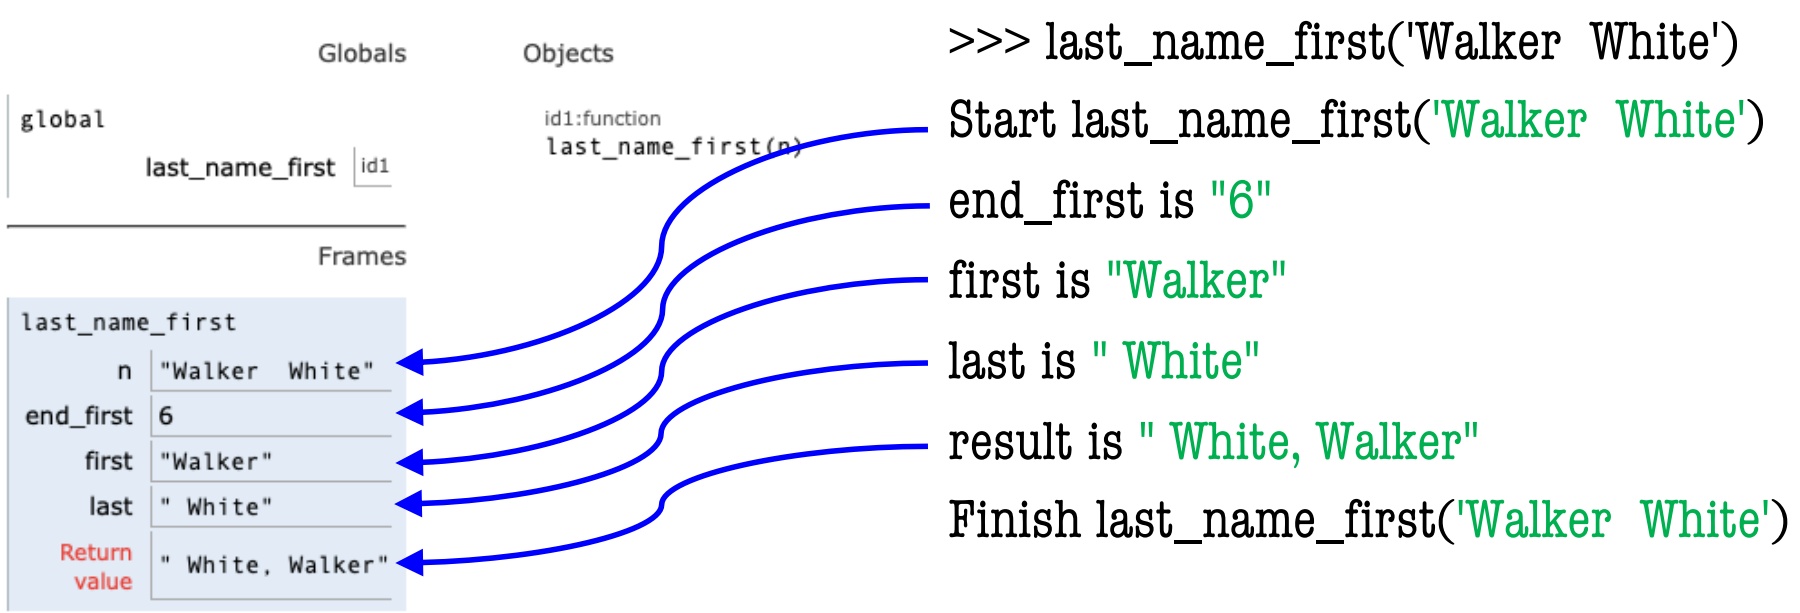 Globals
Objects
global
last_name_first id1
id1:function
last_name_first(n)
Frames
last_name_first
n "Walker  White"
end_first 6
first "Walker"
last " White"
Return value " White, Walker"
>>> last_name_first('Walker  White')
Start last_name_first('Walker  White')
end_first is "6"
first is "Walker"
last is " White"
result is " White, Walker"
Finish last_name_first('Walker  White')